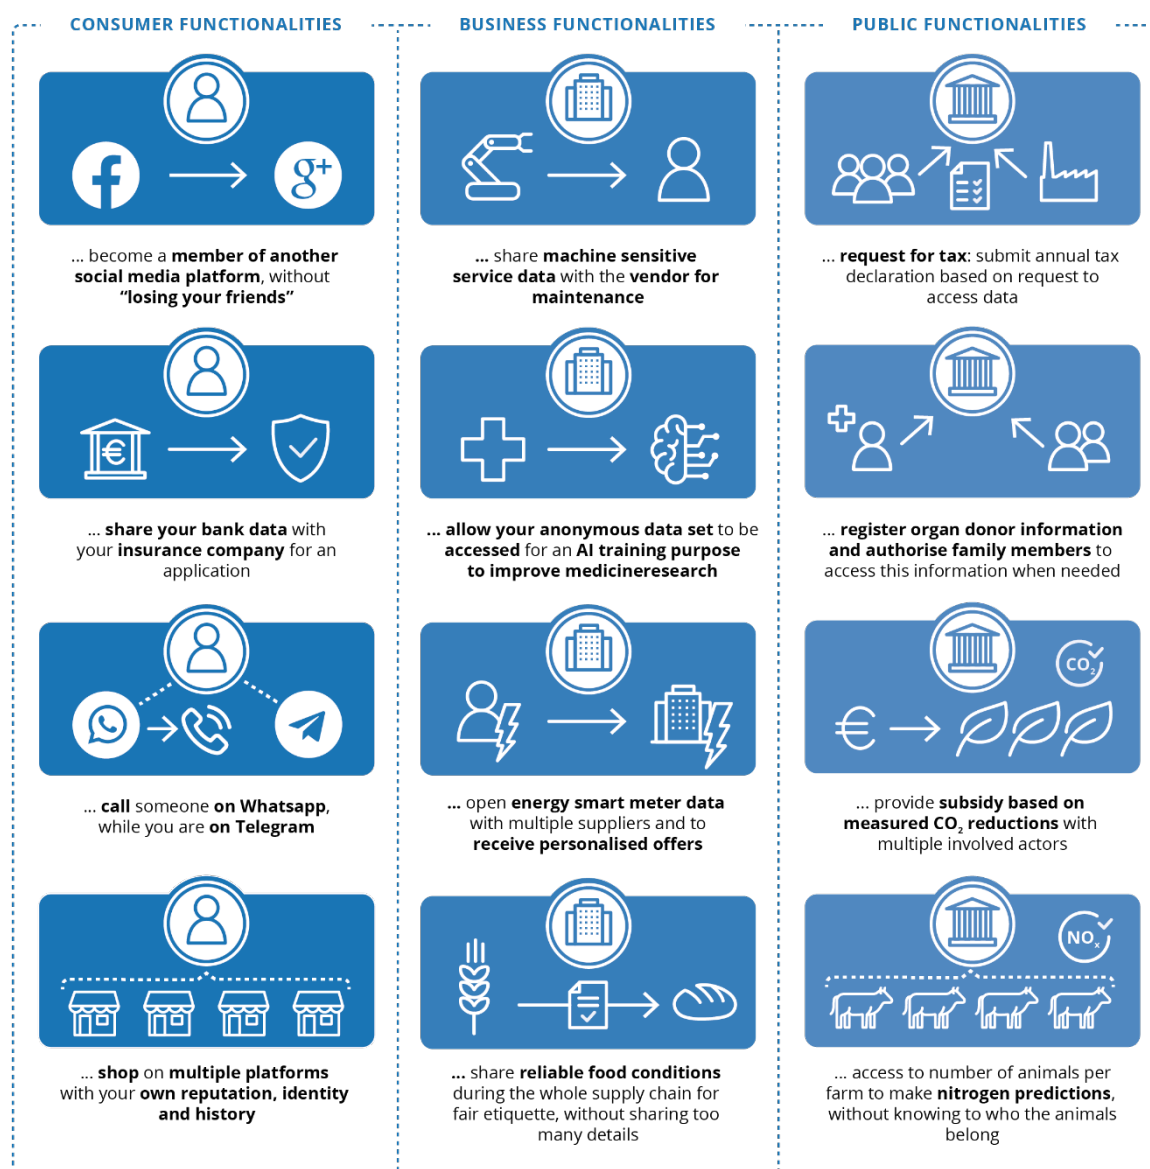 CONSUMER FUNCTIONALITIES
BUSINESS FUNCTIONALITIES
PUBLIC FUNCTIONALITIES
g+
... become a member of another
social media platform, without
“losing your friends”
... share machine sensitive
service data with the vendor for
maintenance
... request for tax: submit annual tax
declaration based on request to
access data
€
... share your bank data with
your insurance company for an
application
... allow your anonymous data set to be
accessed for an AI training purpose
to improve medicineresearch
... register organ donor information
and authorise family members to
access this information when needed
CO₂
€
... call someone on Whatsapp,
while you are on Telegram
... open energy smart meter data
with multiple suppliers and to
receive personalised offers
... provide subsidy based on
measured CO₂ reductions with
multiple involved actors
NOₓ
... shop on multiple platforms
with your own reputation, identity
and history
... share reliable food conditions
during the whole supply chain for
fair etiquette, without sharing too
many details
... access to number of animals per
farm to make nitrogen predictions,
without knowing to who the animals
belong